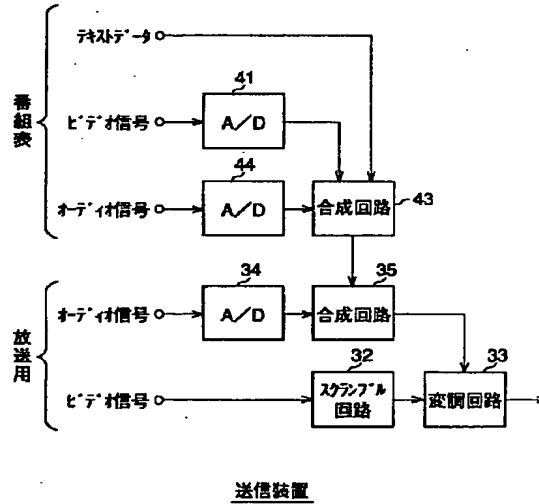 番組表
テキストデータ
ビデオ信号
41
A/D
オーディオ信号
44
A/D
合成回路
43
放送用
オーディオ信号
34
A/D
35
合成回路
ビデオ信号
32
スクランブル
回路
33
変調回路
送信装置